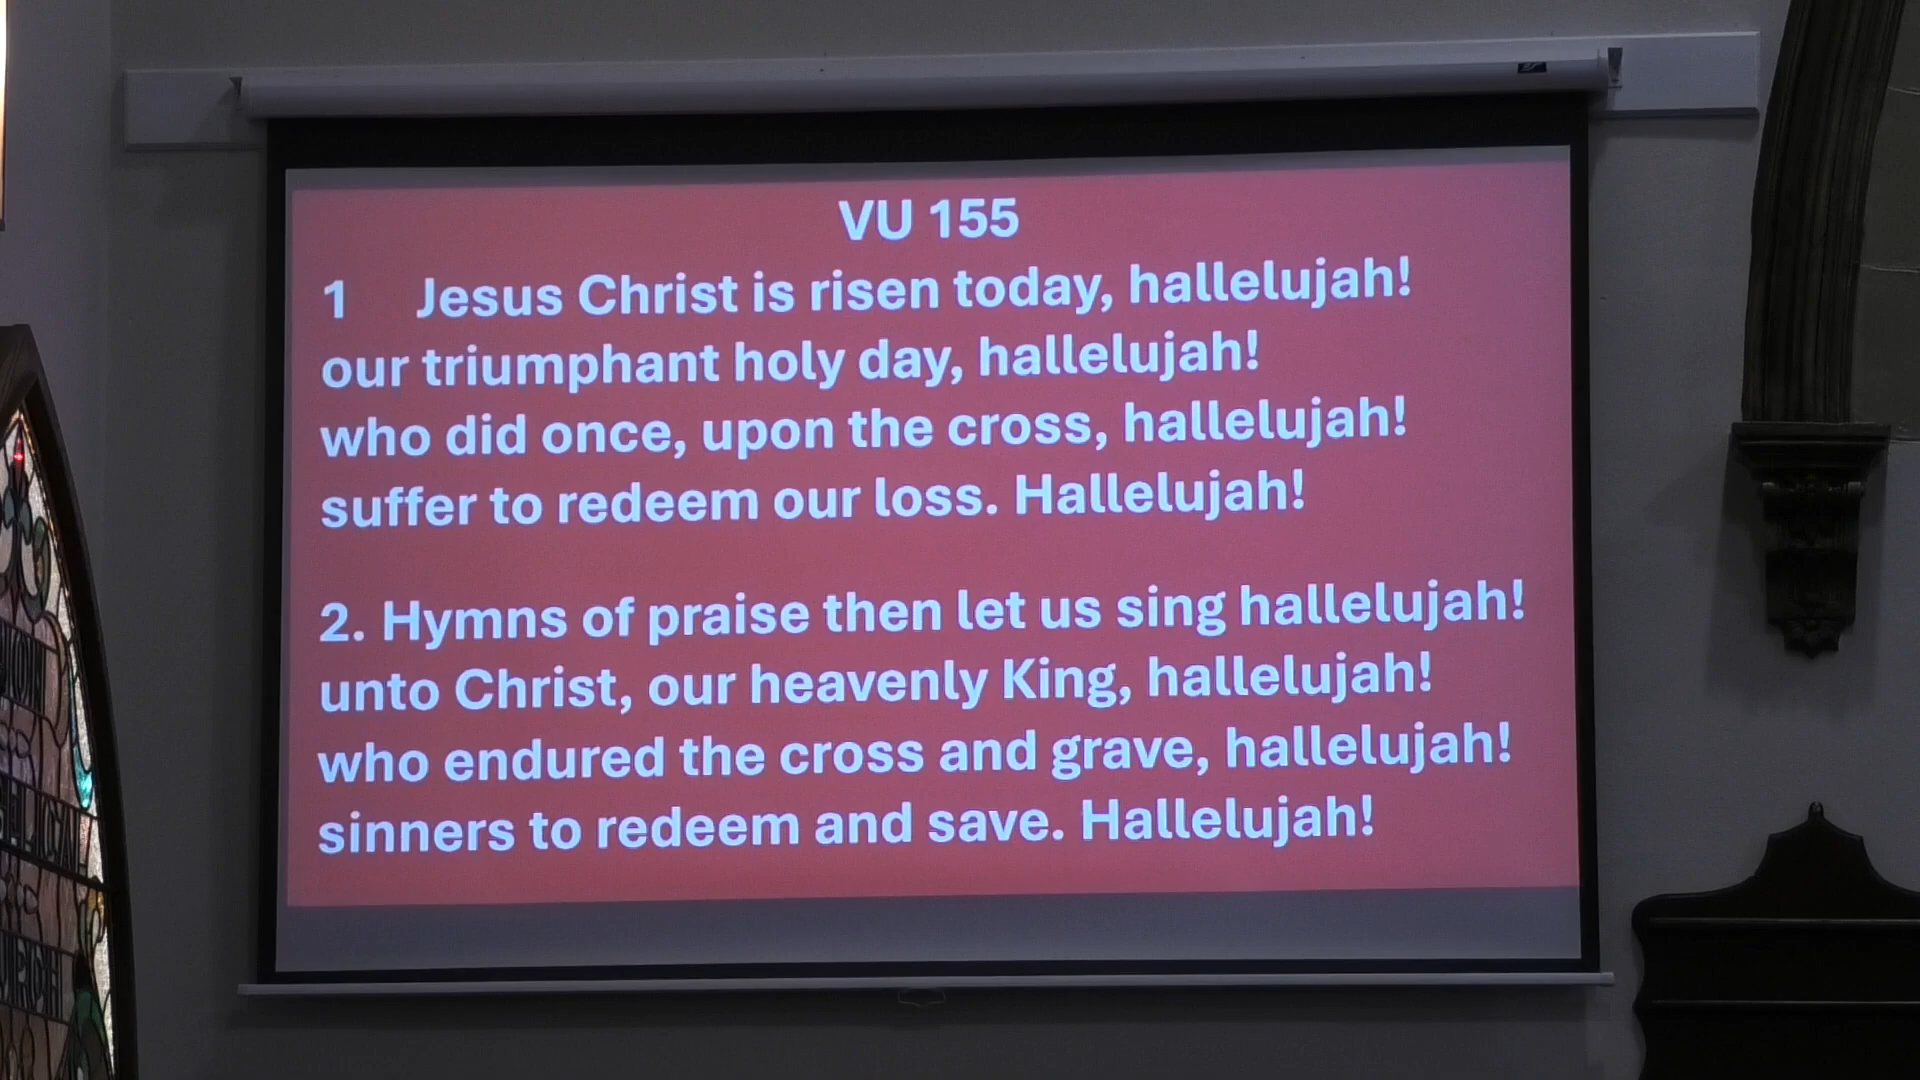 VU 155
1 Jesus Christ is risen today, hallelujah!
our triumphant holy day, hallelujah!
who did once, upon the cross, hallelujah!
suffer to redeem our loss. Hallelujah!
2. Hymns of praise then let us sing hallelujah!
unto Christ, our heavenly King, hallelujah!
who endured the cross and grave, hallelujah!
sinners to redeem and save. Hallelujah!